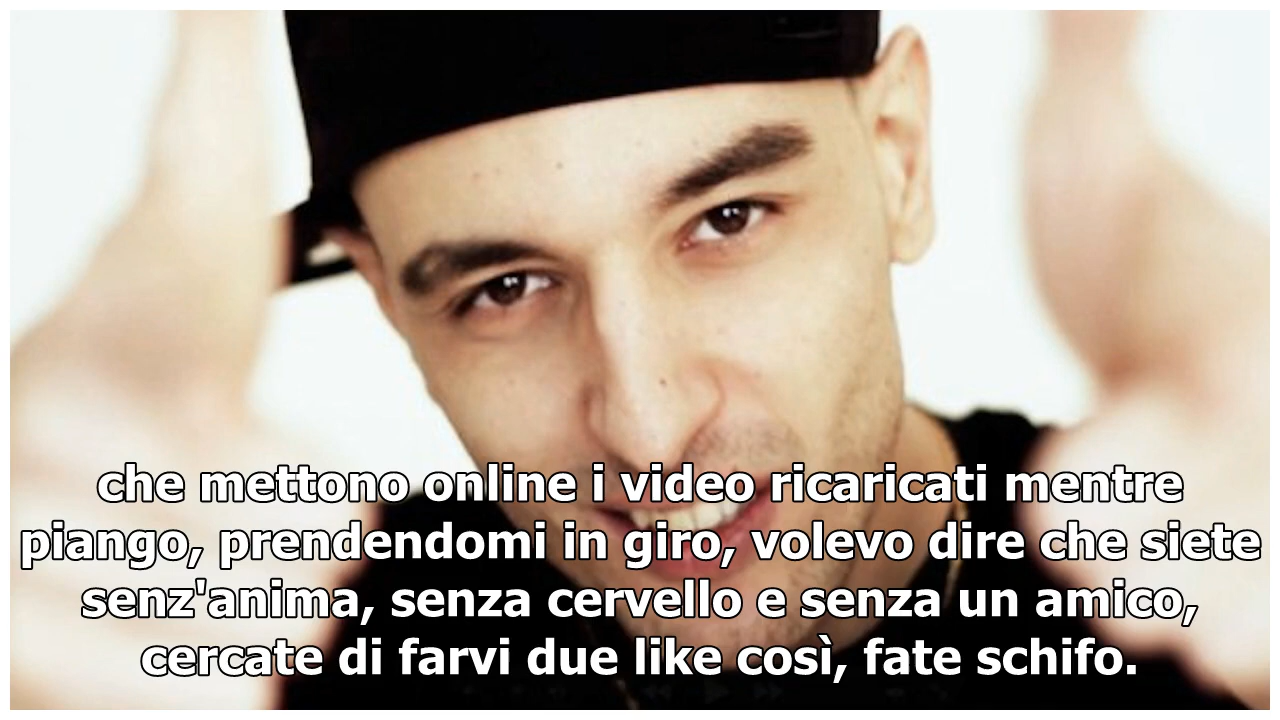 che mettono online i video ricaricati mentre
piango, prendendomi in giro, volevo dire che siete
senz'anima, senza cervello e senza un amico,
cercate di farvi due like così, fate schifo.